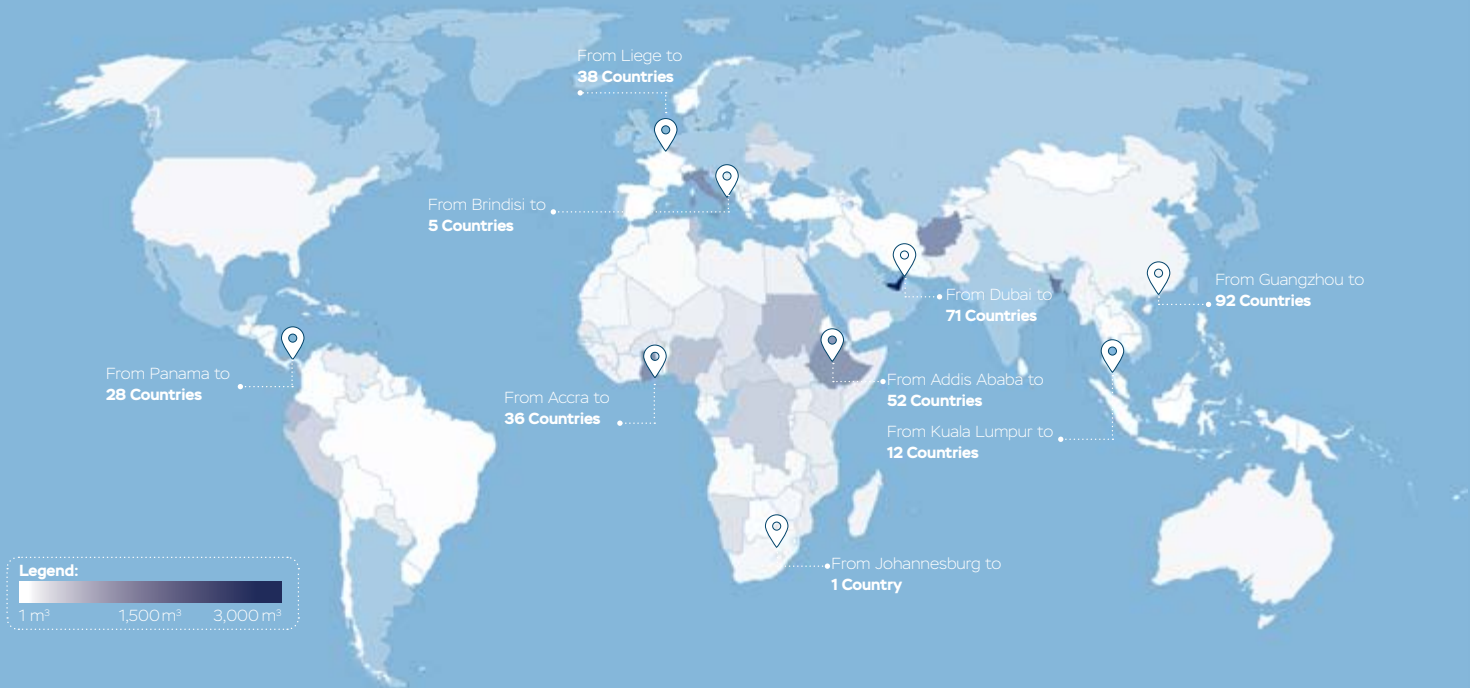 From Liege to
38 Countries
From Brindisi to
5 Countries
From Guangzhou to
92 Countries
From Dubai to
71 Countries
From Panama to
28 Countries
From Accra to
36 Countries
From Addis Ababa to
52 Countries
From Kuala Lumpur to
12 Countries
From Johannesburg to
1 Country
Legend:
1 m³ 1,500 m³ 3,000 m³